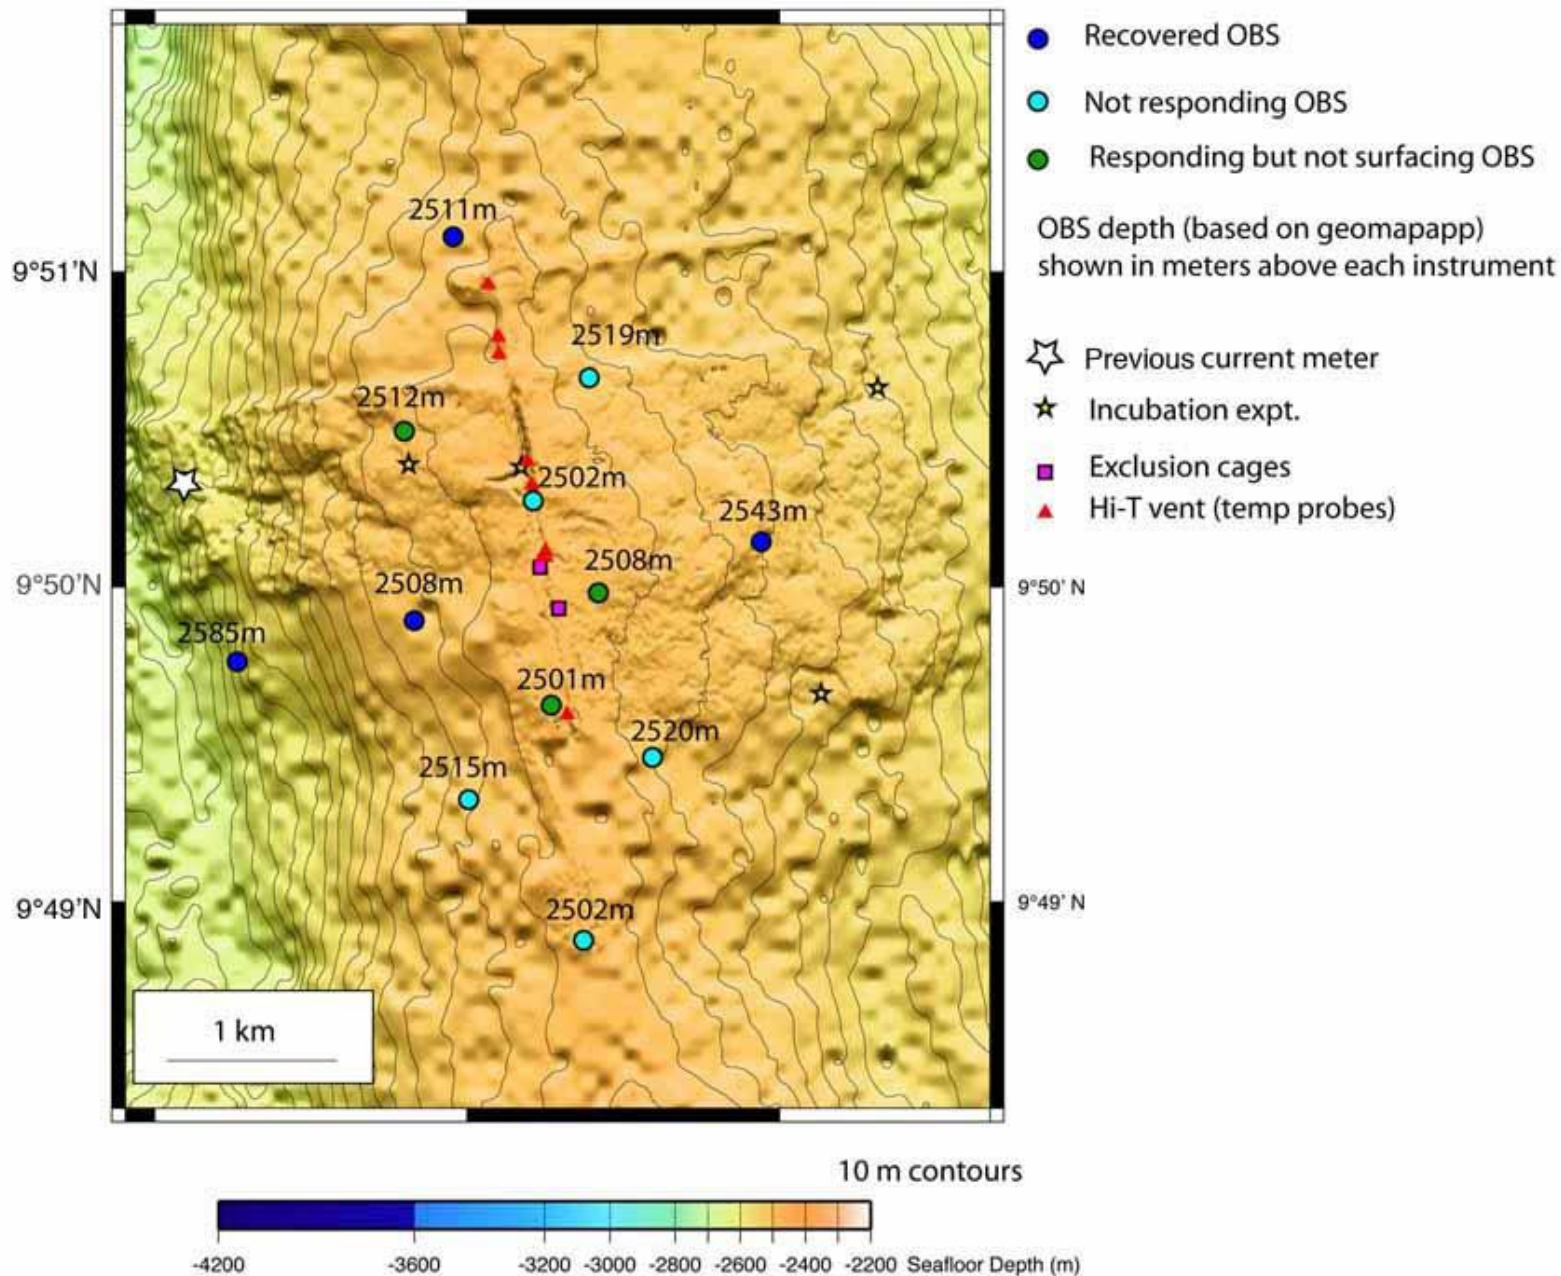 Recovered OBS
Not responding OBS
Responding but not surfacing OBS
OBS depth (based on geomapapp)
shown in meters above each instrument
Previous current meter
Incubation expt.
Exclusion cages
Hi-T vent (temp probes)
2511m
9°51'N
2519m
2512m
2502m
2543m
2508m
2508m
9°50'N
9°50' N
2585m
2501m
2520m
2515m
9°49'N
9°49' N
2502m
1 km
10 m contours
-4200 -3600 -3200 -3000 -2800 -2600 -2400 -2200 Seafloor Depth (m)